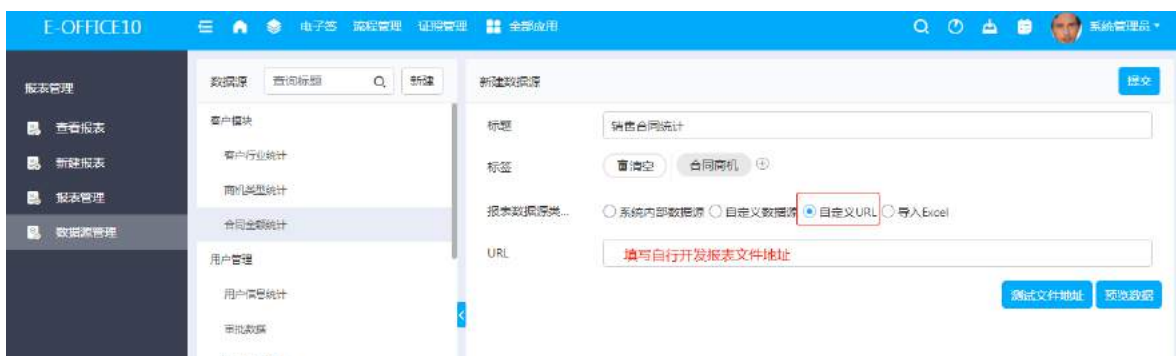 E-OFFICE10
电子签 流程管理 证照管理 全部应用
系统管理员
报表管理
查看报表
新建报表
报表管理
数据源管理
数据源 查询标题 新建
客户模块
客户行业统计
商机类型统计
合同金额统计
用户管理
用户信息统计
审批数据
新建数据源 提交
标题 销售合同统计
标签 清空 合同商机
报表数据源类... 系统内部数据源 自定义数据源 自定义URL 导入Excel
URL 填写自行开发报表文件地址
测试文件地址 预览数据